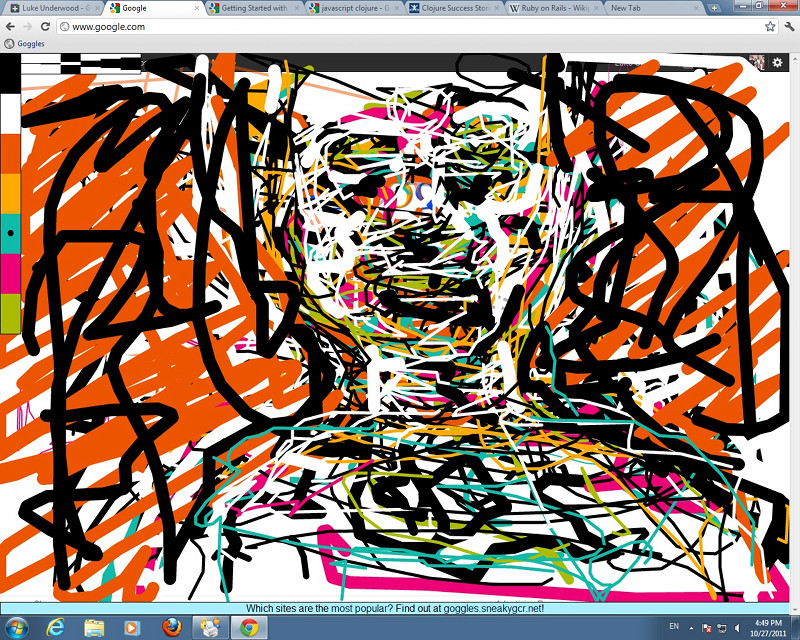 Luke Underwood - G
Google
Getting Started with
javascript clojure - G
Clojure Success Stor
Ruby on Rails - Wiki
New Tab
www.google.com
Goggles
Which sites are the most popular? Find out at goggles.sneakygcr.net!
EN
4:49 PM
10/27/2011